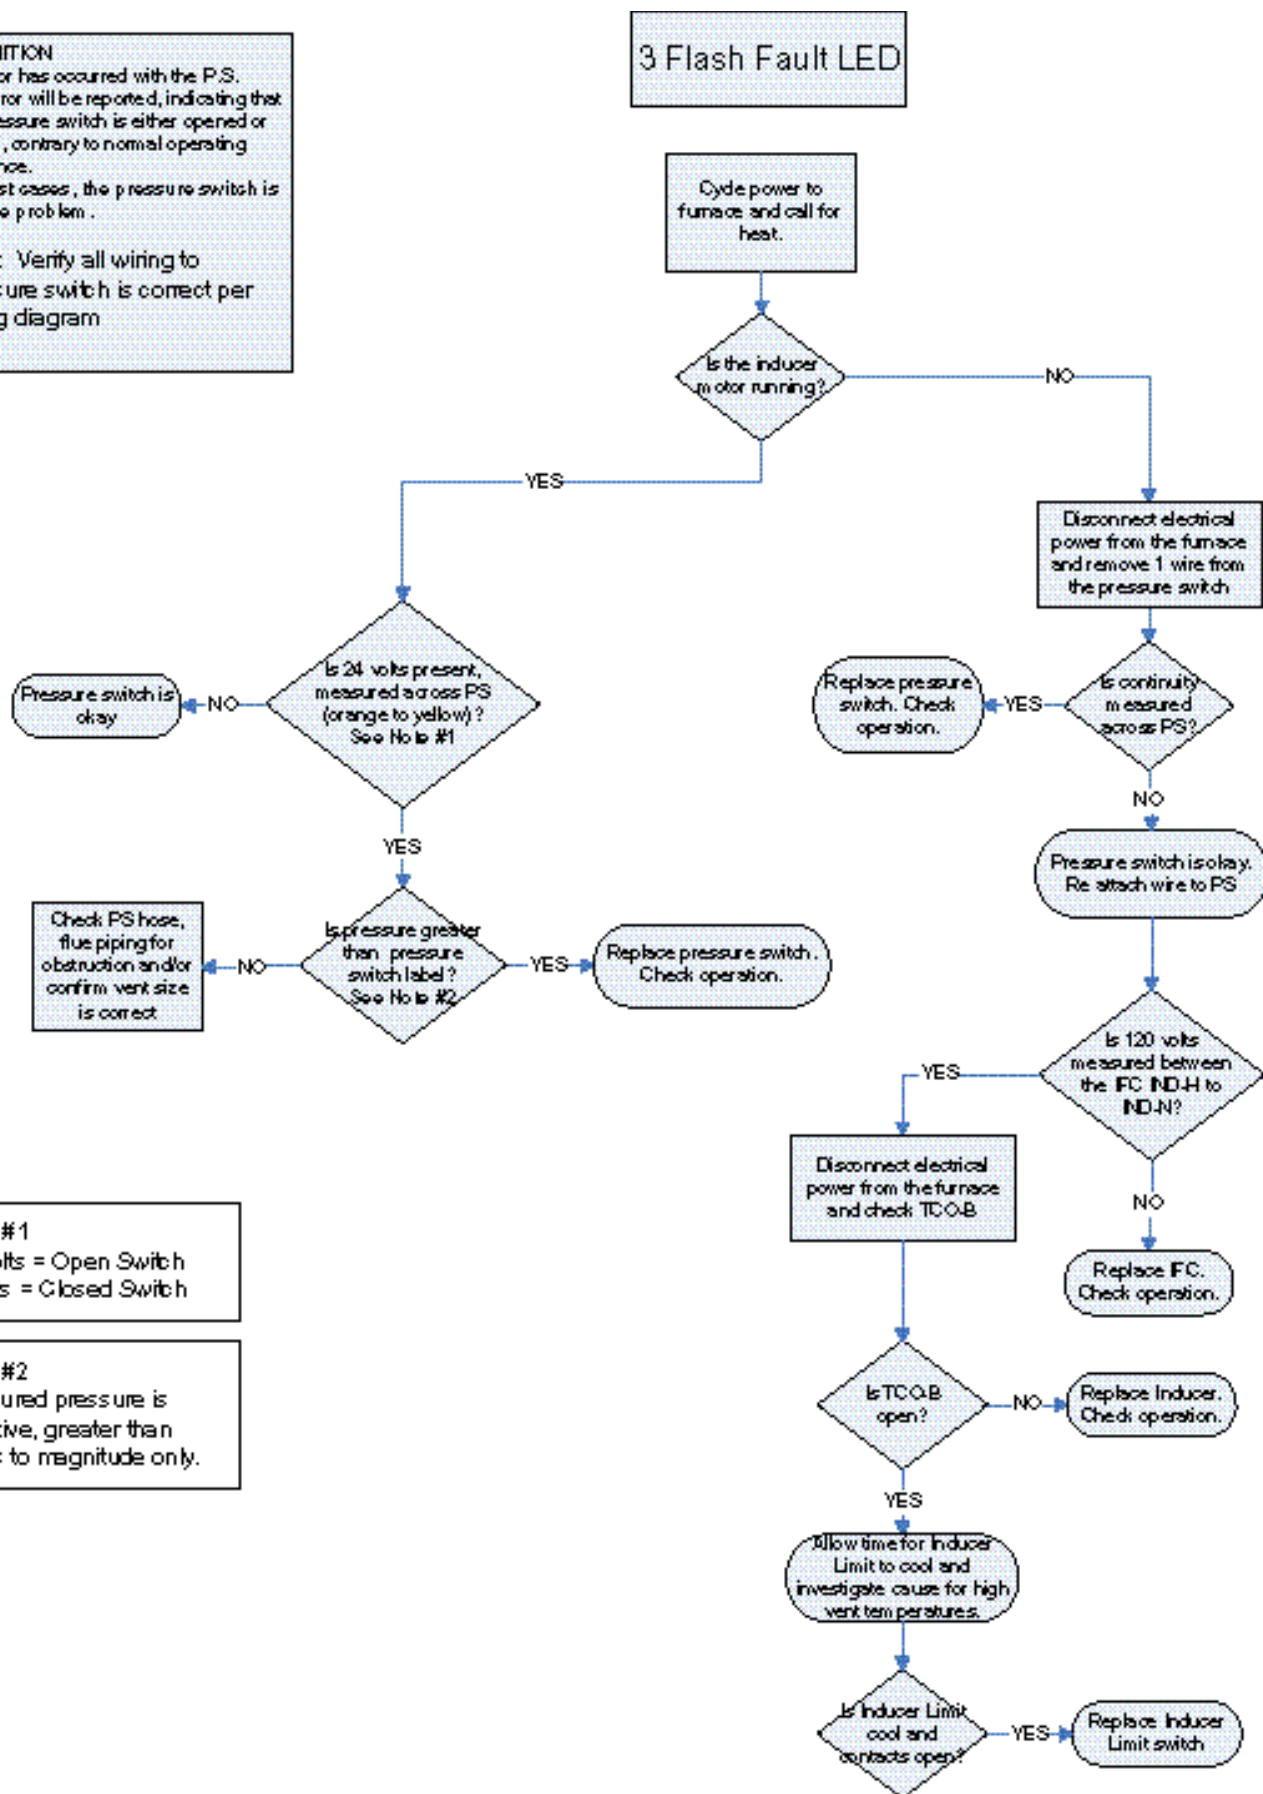 3 Flash Fault LED
NITION
or has occurred with the P.S.
ror will be reported, indicating that
essure switch is either opened or
, contrary to normal operating
nce.
st cases, the pressure switch is
e problem.
: Verify all wiring to
ure switch is correct per
g diagram
Cycle power to
furnace and call for
heat.
Is the inducer
motor running?
NO
YES
Disconnect electrical
power from the furnace
and remove 1 wire from
the pressure switch
Is 24 volts present,
measured across PS
(orange to yellow)?
See Note #1
NO
Pressure switch is
okay
Is continuity
measured
across PS?
YES
Replace pressure
switch. Check
operation.
NO
Pressure switch is okay.
Re attach wire to PS
YES
Is pressure greater
than pressure
switch label?
See Note #2
NO
Check PS hose,
flue piping for
obstruction and/or
confirm vent size
is correct
YES
Replace pressure switch.
Check operation.
Is 120 volts
measured between
the IFC IND-H to
IND-N?
YES
Disconnect electrical
power from the furnace
and check TCO-B
NO
Replace IFC.
Check operation.
#1
olts = Open Switch
s = Closed Switch
#2
ured pressure is
tive, greater than
s to magnitude only.
Is TCO-B
open?
NO
Replace Inducer.
Check operation.
YES
Allow time for Inducer
Limit to cool and
investigate cause for high
vent temperatures.
Is Inducer Limit
cool and
contacts open?
YES
Replace Inducer
Limit switch